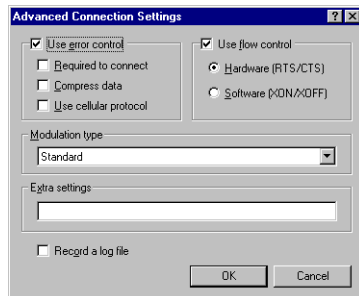 Advanced Connection Settings
Use error control
Required to connect
Compress data
Use cellular protocol
Use flow control
Hardware (RTS/CTS)
Software (XON/XOFF)
Modulation type
Standard
Extra settings
Record a log file
OK
Cancel